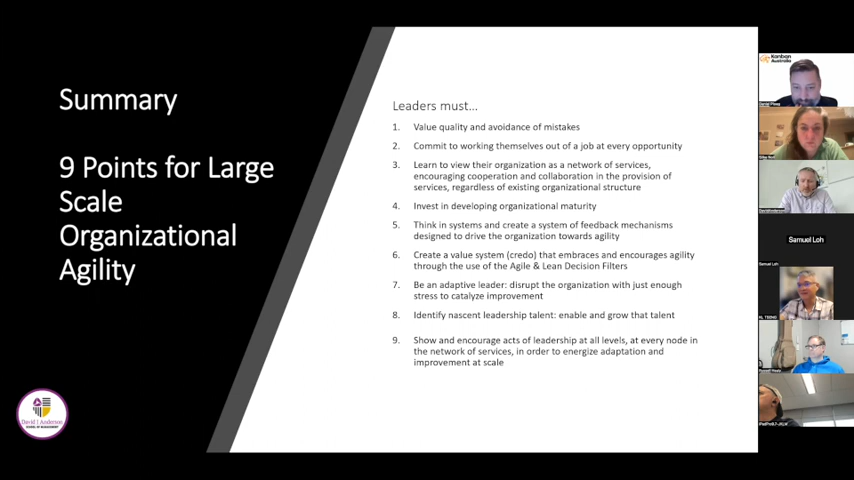 Summary
9 Points for Large
Scale
Organizational
Agility
Leaders must...
1. Value quality and avoidance of mistakes
2. Commit to working themselves out of a job at every opportunity
3. Learn to view their organization as a network of services,
encouraging cooperation and collaboration in the provision of
services, regardless of existing organizational structure
4. Invest in developing organizational maturity
5. Think in systems and create a system of feedback mechanisms
designed to drive the organization towards agility
6. Create a value system (credo) that embraces and encourages agility
through the use of the Agile & Lean Decision Filters
7. Be an adaptive leader: disrupt the organization with just enough
stress to catalyze improvement
8. Identify nascent leadership talent: enable and grow that talent
9. Show and encourage acts of leadership at all levels, at every node in
the network of services, in order to energize adaptation and
improvement at scale
David J Anderson
SCHOOL OF MANAGEMENT
Kanban
Australia
Samuel Loh
Samuel Loh